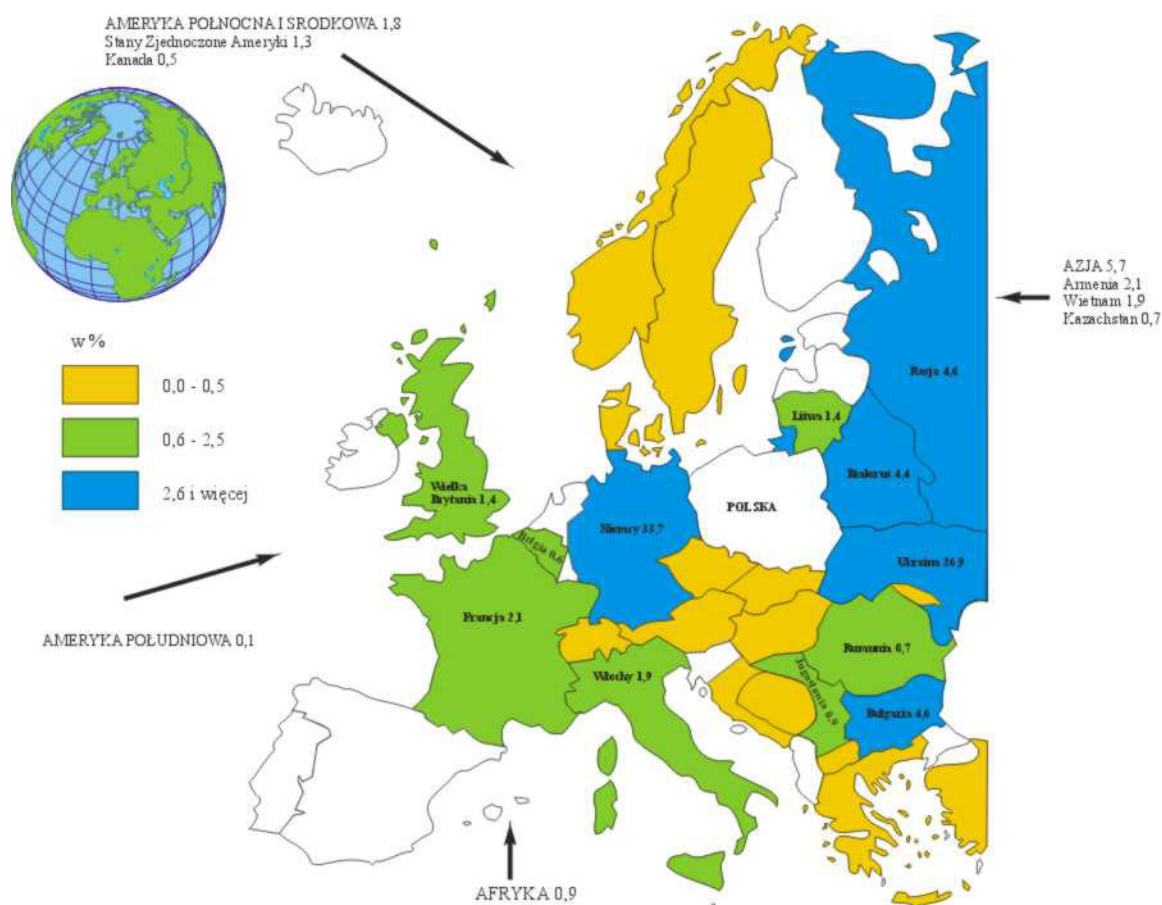 AMERYKA PÓŁNOCNA I SRODKOWA 1,8
Stany Zjednoczone Ameryki 1,3
Kanada 0,5
AZJA 5,7
Armenia 2,1
Wietnam 1,9
Kazachstan 0,7
w %
0,0 - 0,5
0,6 - 2,5
2,6 i więcej
Rosja 4,6
Litwa 1,4
Białoruś 4,4
Wielka
Brytania 1,4
POLSKA
Niemcy 33,7
Belgia 0,6
Ukraina 26,9
Francja 2,1
Rumunia 0,7
Włochy 1,9
Jugosławia 0,9
Bułgaria 4,6
AMERYKA POŁUDNIOWA 0,1
AFRYKA 0,9